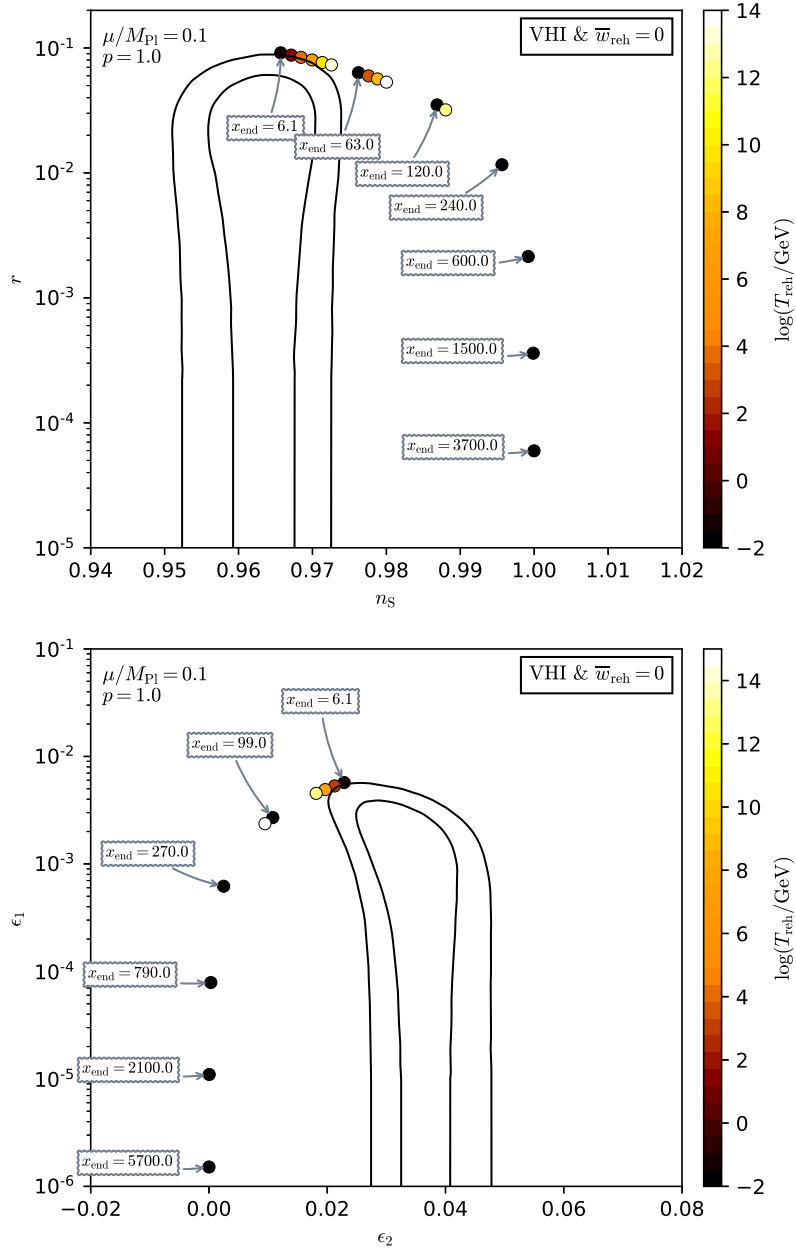 μ/M_Pl = 0.1
p = 1.0
VHI & w̅_reh = 0
x_end = 6.1
x_end = 63.0
x_end = 120.0
x_end = 240.0
x_end = 600.0
x_end = 1500.0
x_end = 3700.0
10⁻¹
10⁻²
10⁻³
10⁻⁴
10⁻⁵
r
0.94 0.95 0.96 0.97 0.98 0.99 1.00 1.01 1.02
n_S
14
12
10
8
6
4
2
0
−2
log(T_reh/GeV)
μ/M_Pl = 0.1
p = 1.0
VHI & w̅_reh = 0
x_end = 6.1
x_end = 99.0
x_end = 270.0
x_end = 790.0
x_end = 2100.0
x_end = 5700.0
10⁻¹
10⁻²
10⁻³
10⁻⁴
10⁻⁵
10⁻⁶
ϵ₁
−0.02 0.00 0.02 0.04 0.06 0.08
ϵ₂
14
12
10
8
6
4
2
0
−2
log(T_reh/GeV)